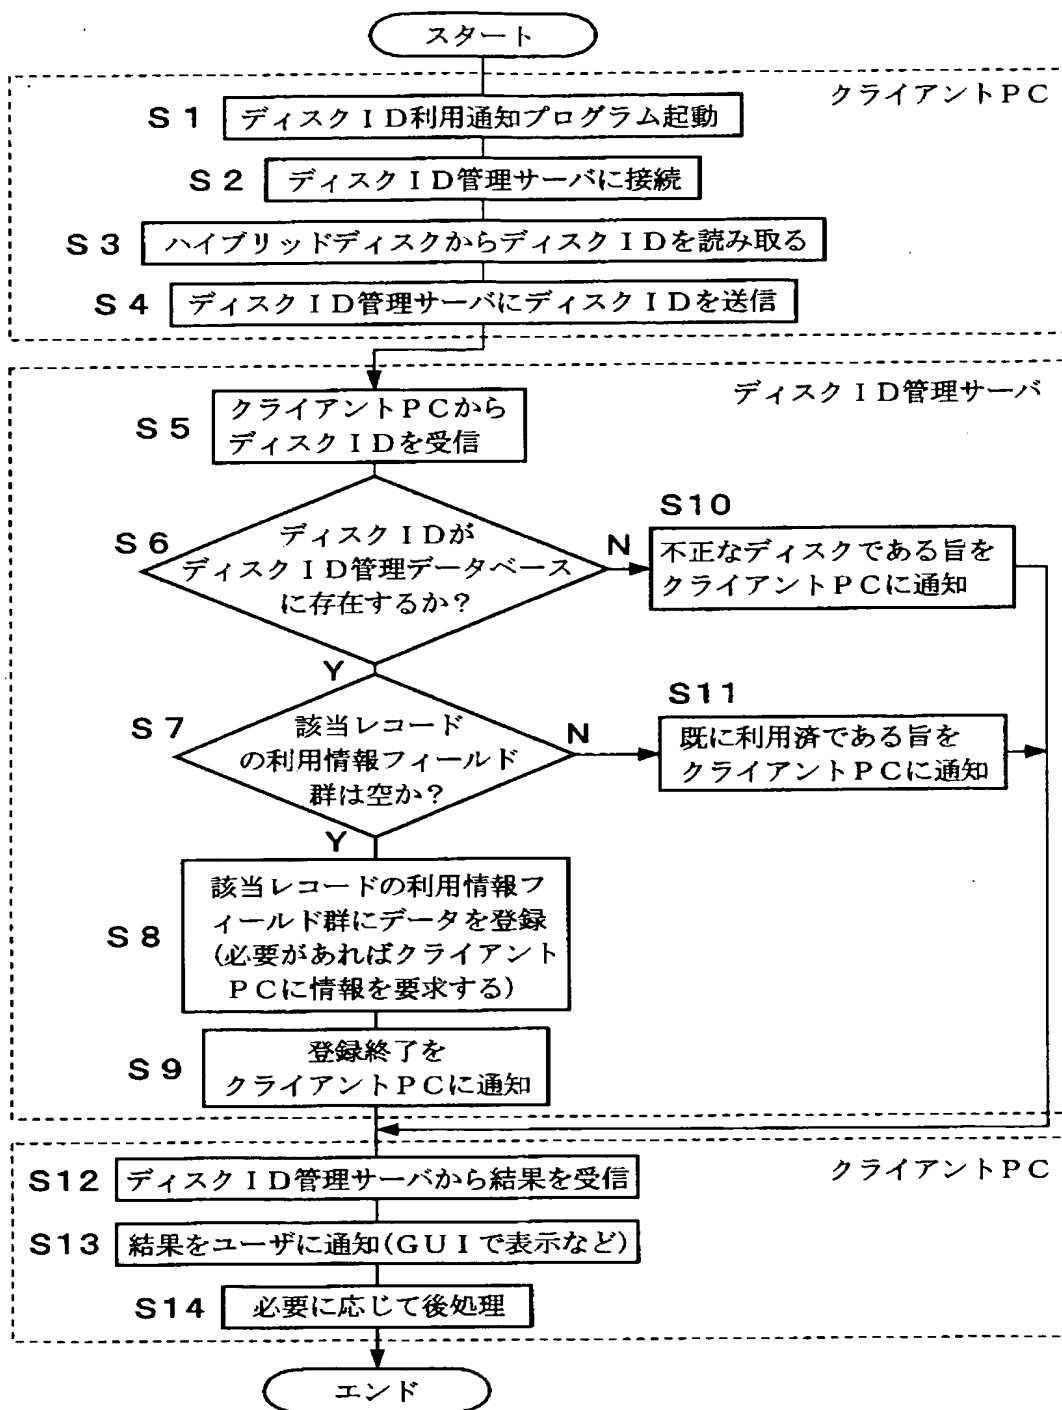 スタート
クライアントPC
S1 ディスクID利用通知プログラム起動
S2 ディスクID管理サーバに接続
S3 ハイブリッドディスクからディスクIDを読み取る
S4 ディスクID管理サーバにディスクIDを送信
ディスクID管理サーバ
S5 クライアントPCから
ディスクIDを受信
S6 ディスクIDが
ディスクID管理データベース
に存在するか?
N
Y
S10
不正なディスクである旨を
クライアントPCに通知
S7 該当レコード
の利用情報フィールド
群は空か?
N
Y
S11
既に利用済である旨を
クライアントPCに通知
S8 該当レコードの利用情報フ
ィールド群にデータを登録
(必要があればクライアント
PCに情報を要求する)
S9 登録終了を
クライアントPCに通知
クライアントPC
S12 ディスクID管理サーバから結果を受信
S13 結果をユーザに通知(GUIで表示など)
S14 必要に応じて後処理
エンド